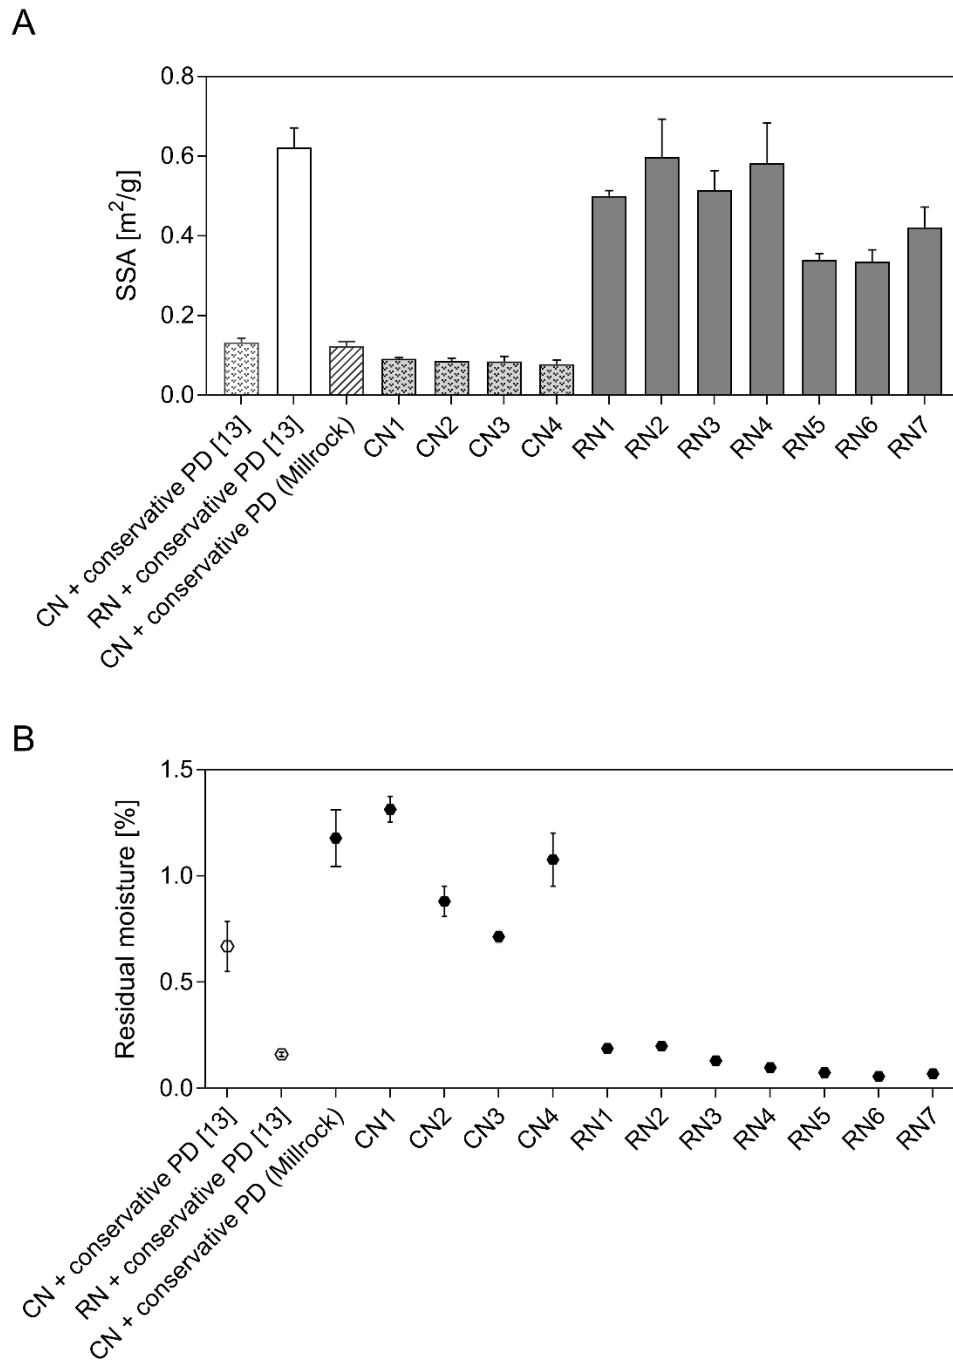 A
SSA [m²/g]
0.8
0.6
0.4
0.2
0.0
CN + conservative PD [13]
RN + conservative PD [13]
CN + conservative PD (Millrock)
CN1
CN2
CN3
CN4
RN1
RN2
RN3
RN4
RN5
RN6
RN7
B
Residual moisture [%]
1.5
1.0
0.5
0.0
CN + conservative PD [13]
RN + conservative PD [13]
CN + conservative PD (Millrock)
CN1
CN2
CN3
CN4
RN1
RN2
RN3
RN4
RN5
RN6
RN7